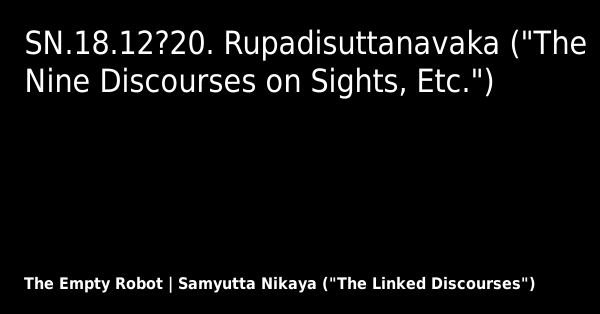 SN.18.12?20. Rupadisuttanavaka ("The
Nine Discourses on Sights, Etc.")
The Empty Robot | Samyutta Nikaya ("The Linked Discourses")